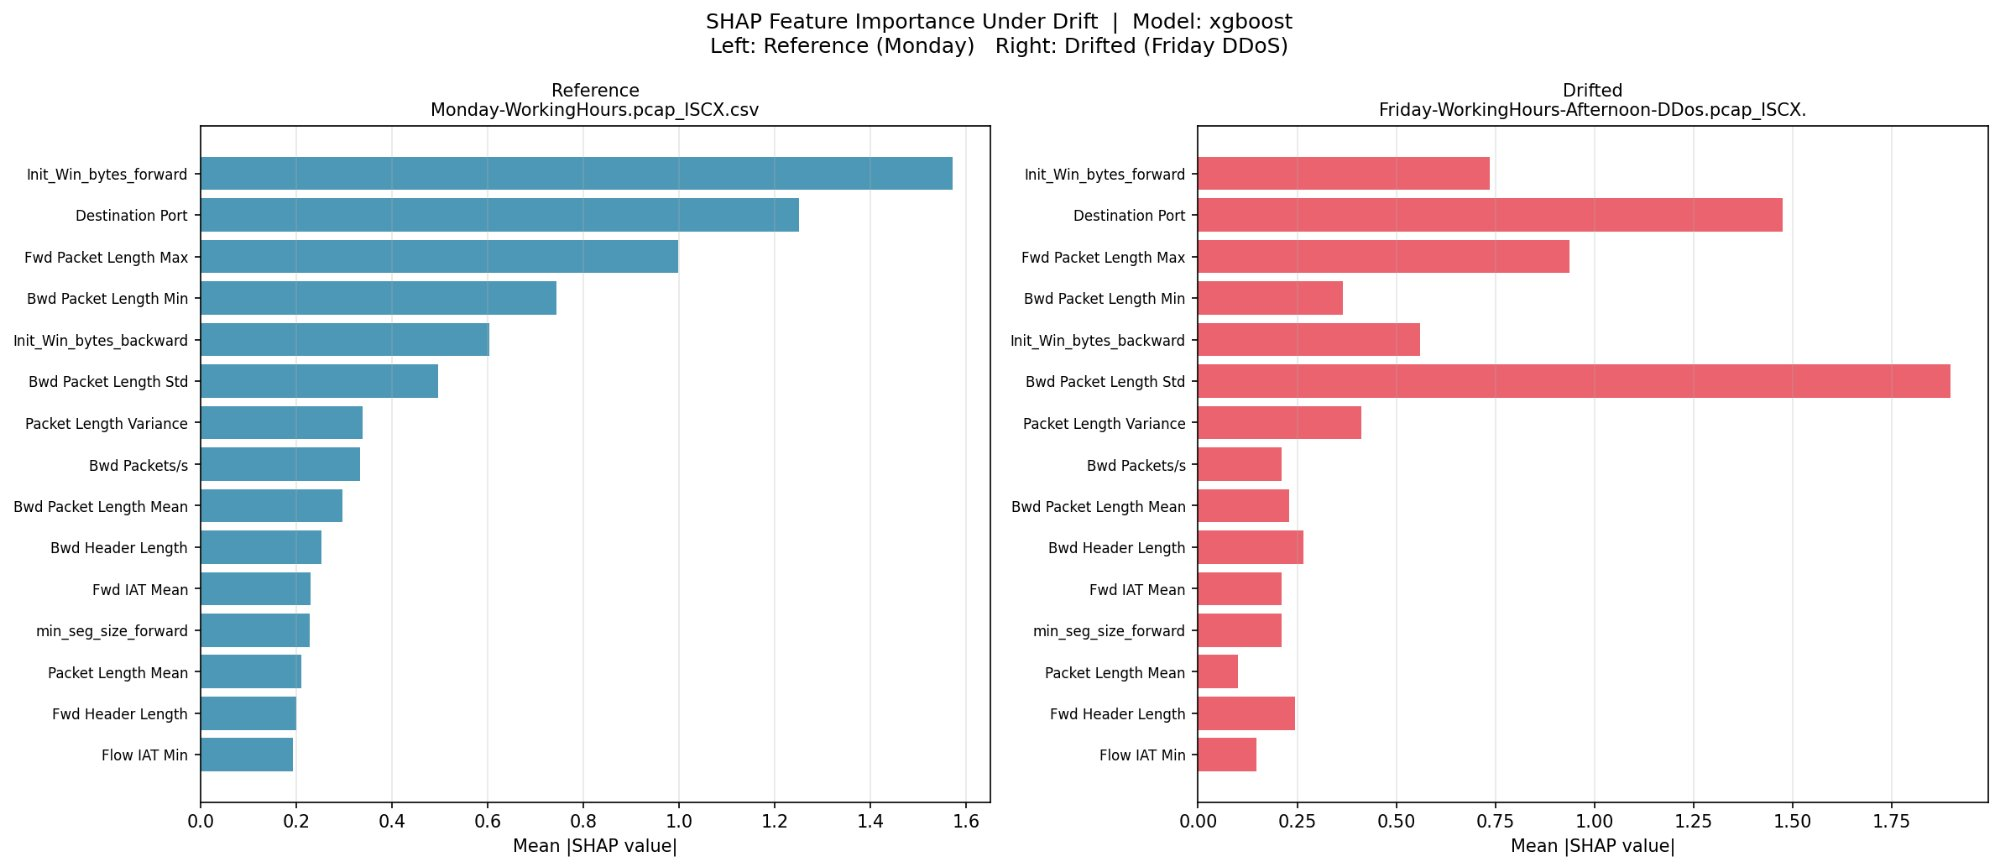 SHAP Feature Importance Under Drift  |  Model: xgboost
Left: Reference (Monday)   Right: Drifted (Friday DDoS)
Reference
Monday-WorkingHours.pcap_ISCX.csv
Init_Win_bytes_forward
Destination Port
Fwd Packet Length Max
Bwd Packet Length Min
Init_Win_bytes_backward
Bwd Packet Length Std
Packet Length Variance
Bwd Packets/s
Bwd Packet Length Mean
Bwd Header Length
Fwd IAT Mean
min_seg_size_forward
Packet Length Mean
Fwd Header Length
Flow IAT Min
0.0 0.2 0.4 0.6 0.8 1.0 1.2 1.4 1.6
Mean |SHAP value|
Drifted
Friday-WorkingHours-Afternoon-DDos.pcap_ISCX.
Init_Win_bytes_forward
Destination Port
Fwd Packet Length Max
Bwd Packet Length Min
Init_Win_bytes_backward
Bwd Packet Length Std
Packet Length Variance
Bwd Packets/s
Bwd Packet Length Mean
Bwd Header Length
Fwd IAT Mean
min_seg_size_forward
Packet Length Mean
Fwd Header Length
Flow IAT Min
0.00 0.25 0.50 0.75 1.00 1.25 1.50 1.75
Mean |SHAP value|